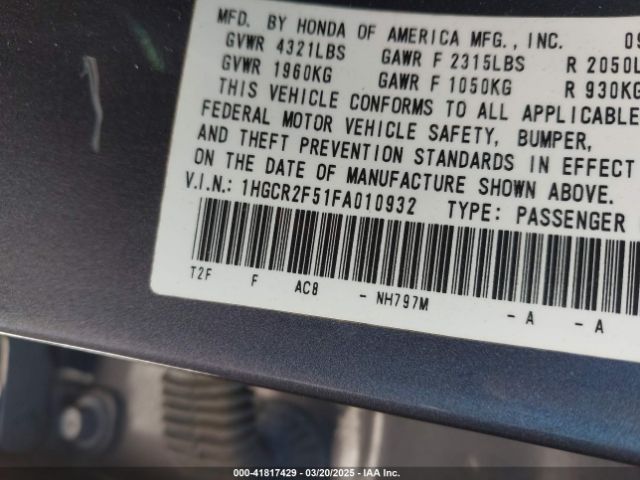 MFD. BY HONDA OF AMERICA MFG., INC. 09
GVWR 4321LBS GAWR F 2315LBS R 2050L
GVWR 1960KG GAWR F 1050KG R 930KG
THIS VEHICLE CONFORMS TO ALL APPLICABLE
FEDERAL MOTOR VEHICLE SAFETY, BUMPER,
AND THEFT PREVENTION STANDARDS IN EFFECT
ON THE DATE OF MANUFACTURE SHOWN ABOVE.
V.I.N.: 1HGCR2F51FA010932 TYPE: PASSENGER
T2F F AC8 - NH797M - A - A
000-41817429 — 03/20/2025 — IAA Inc.